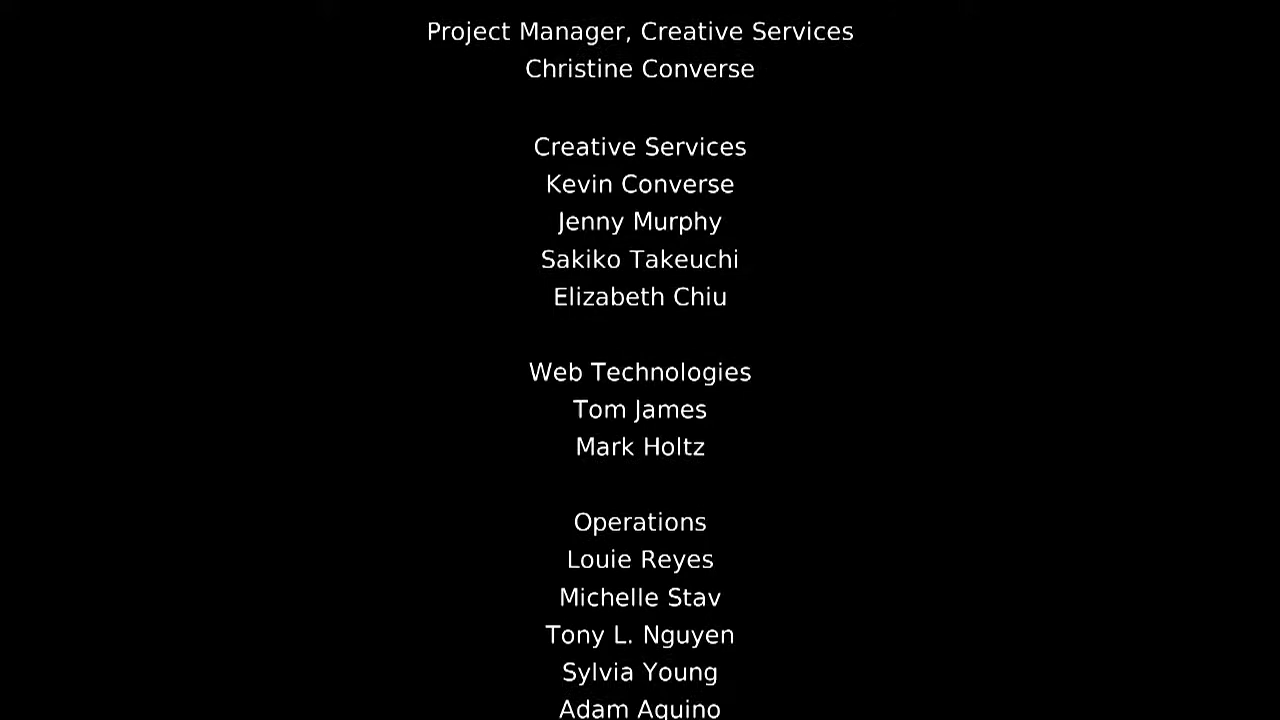 Project Manager, Creative Services
Christine Converse
Creative Services
Kevin Converse
Jenny Murphy
Sakiko Takeuchi
Elizabeth Chiu
Web Technologies
Tom James
Mark Holtz
Operations
Louie Reyes
Michelle Stav
Tony L. Nguyen
Sylvia Young
Adam Aquino